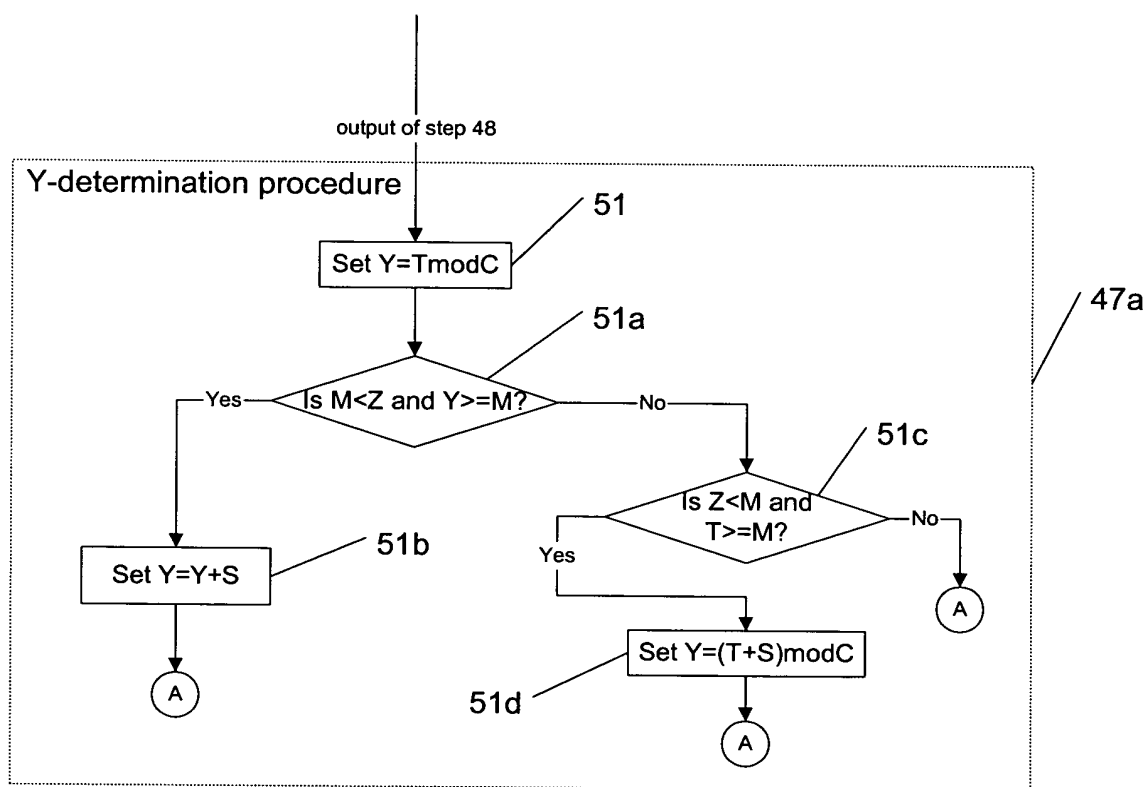 output of step 48
Y-determination procedure
51
Set Y=TmodC
51a
47a
Is M<Z and Y>=M?
Yes
No
51c
Is Z<M and
T>=M?
No
Yes
51b
Set Y=Y+S
A
Set Y=(T+S)modC
A
51d
A